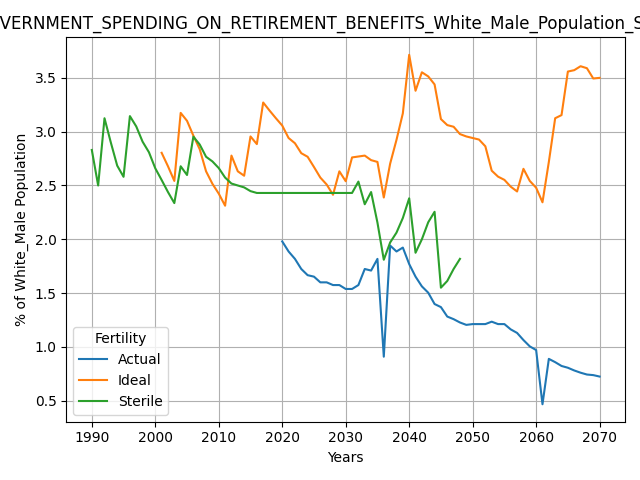 VERNMENT_SPENDING_ON_RETIREMENT_BENEFITS_White_Male_Population_S
% of White_Male Population
3.5
3.0
2.5
2.0
1.5
1.0
0.5
Fertility
Actual
Ideal
Sterile
1990 2000 2010 2020 2030 2040 2050 2060 2070
Years